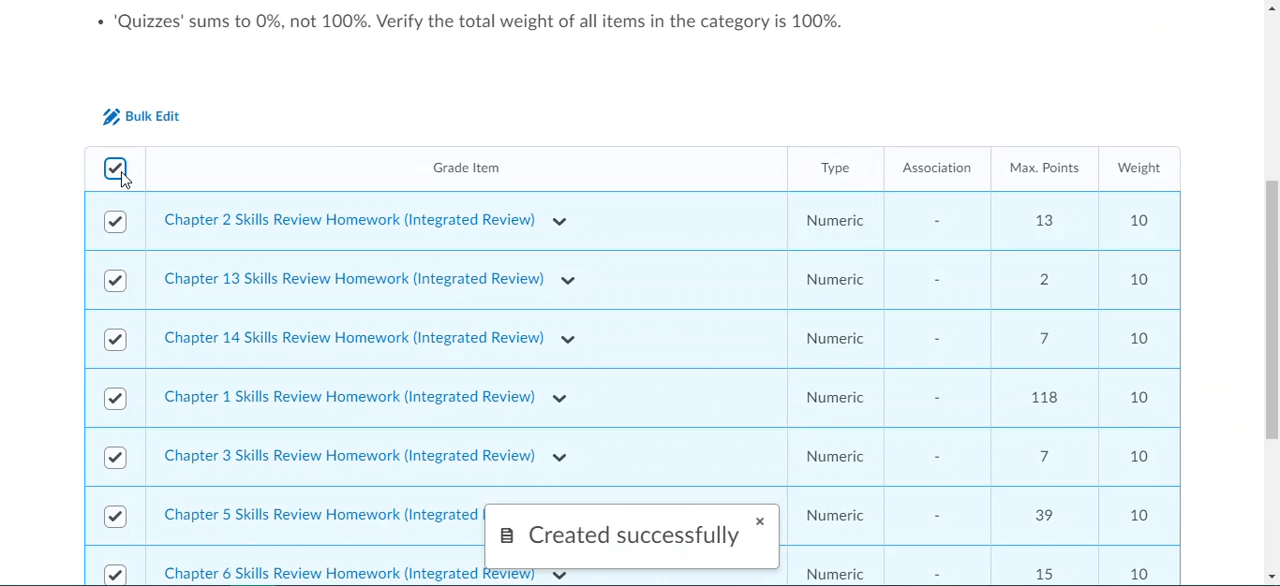 • 'Quizzes' sums to 0%, not 100%. Verify the total weight of all items in the category is 100%.
Bulk Edit
Grade Item Type Association Max. Points Weight
Chapter 2 Skills Review Homework (Integrated Review) Numeric - 13 10
Chapter 13 Skills Review Homework (Integrated Review) Numeric - 2 10
Chapter 14 Skills Review Homework (Integrated Review) Numeric - 7 10
Chapter 1 Skills Review Homework (Integrated Review) Numeric - 118 10
Chapter 3 Skills Review Homework (Integrated Review) Numeric - 7 10
Chapter 5 Skills Review Homework (Integrated Numeric - 39 10
Created successfully ×
Chapter 6 Skills Review Homework (Integrated Review) Numeric - 15 10